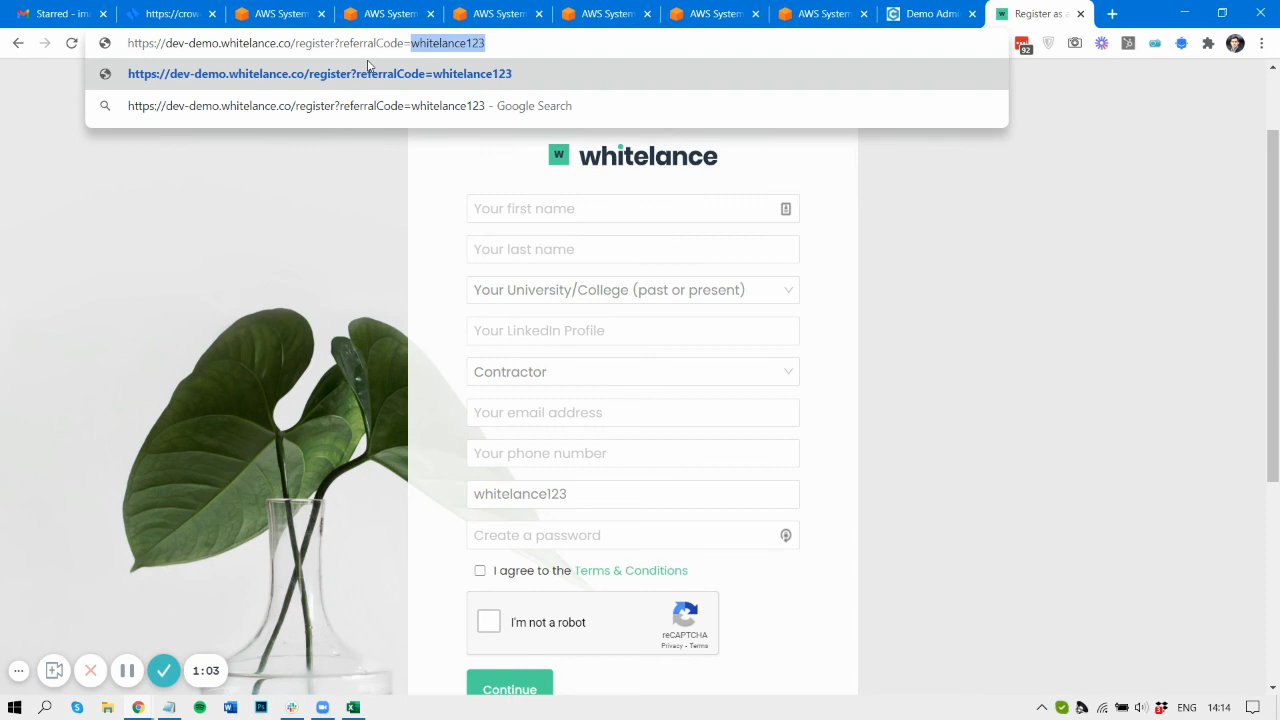 Starred - im
https://crow
AWS System
AWS System
AWS System
AWS System
AWS System
AWS System
Demo Admi
Register as a
https://dev-demo.whitelance.co/register?referralCode=whitelance123
92
https://dev-demo.whitelance.co/register?referralCode=whitelance123
https://dev-demo.whitelance.co/register?referralCode=whitelance123 - Google Search
w whitelance
Your first name
Your last name
Your University/College (past or present)
Your LinkedIn Profile
Contractor
Your email address
Your phone number
whitelance123
Create a password
I agree to the Terms & Conditions
I'm not a robot
reCAPTCHA
Privacy - Terms
1:03
Continue
ENG 14:14